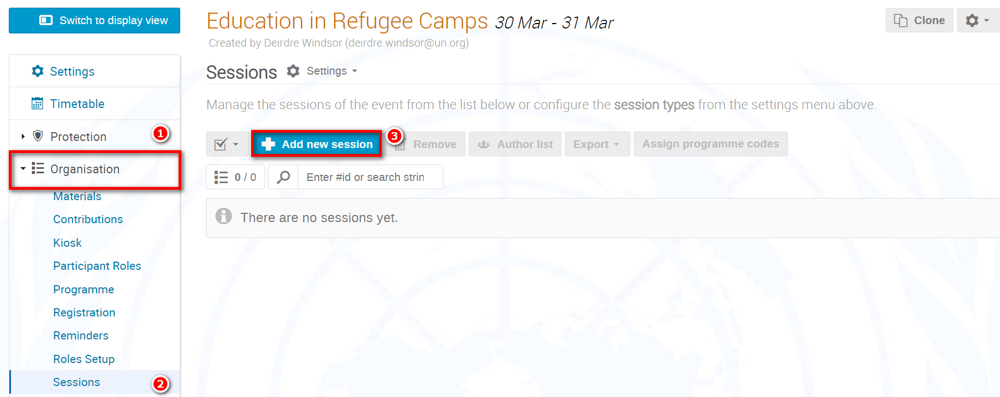 Switch to display view
Education in Refugee Camps 30 Mar - 31 Mar
Clone
Created by Deirdre Windsor (deirdre.windsor@un.org)
Settings
Timetable
Protection
1
Organisation
Materials
Contributions
Kiosk
Participant Roles
Programme
Registration
Reminders
Roles Setup
Sessions
2
Sessions Settings
Manage the sessions of the event from the list below or configure the session types from the settings menu above.
Add new session 3 Remove Author list Export Assign programme codes
0 / 0 Enter #id or search strin
There are no sessions yet.